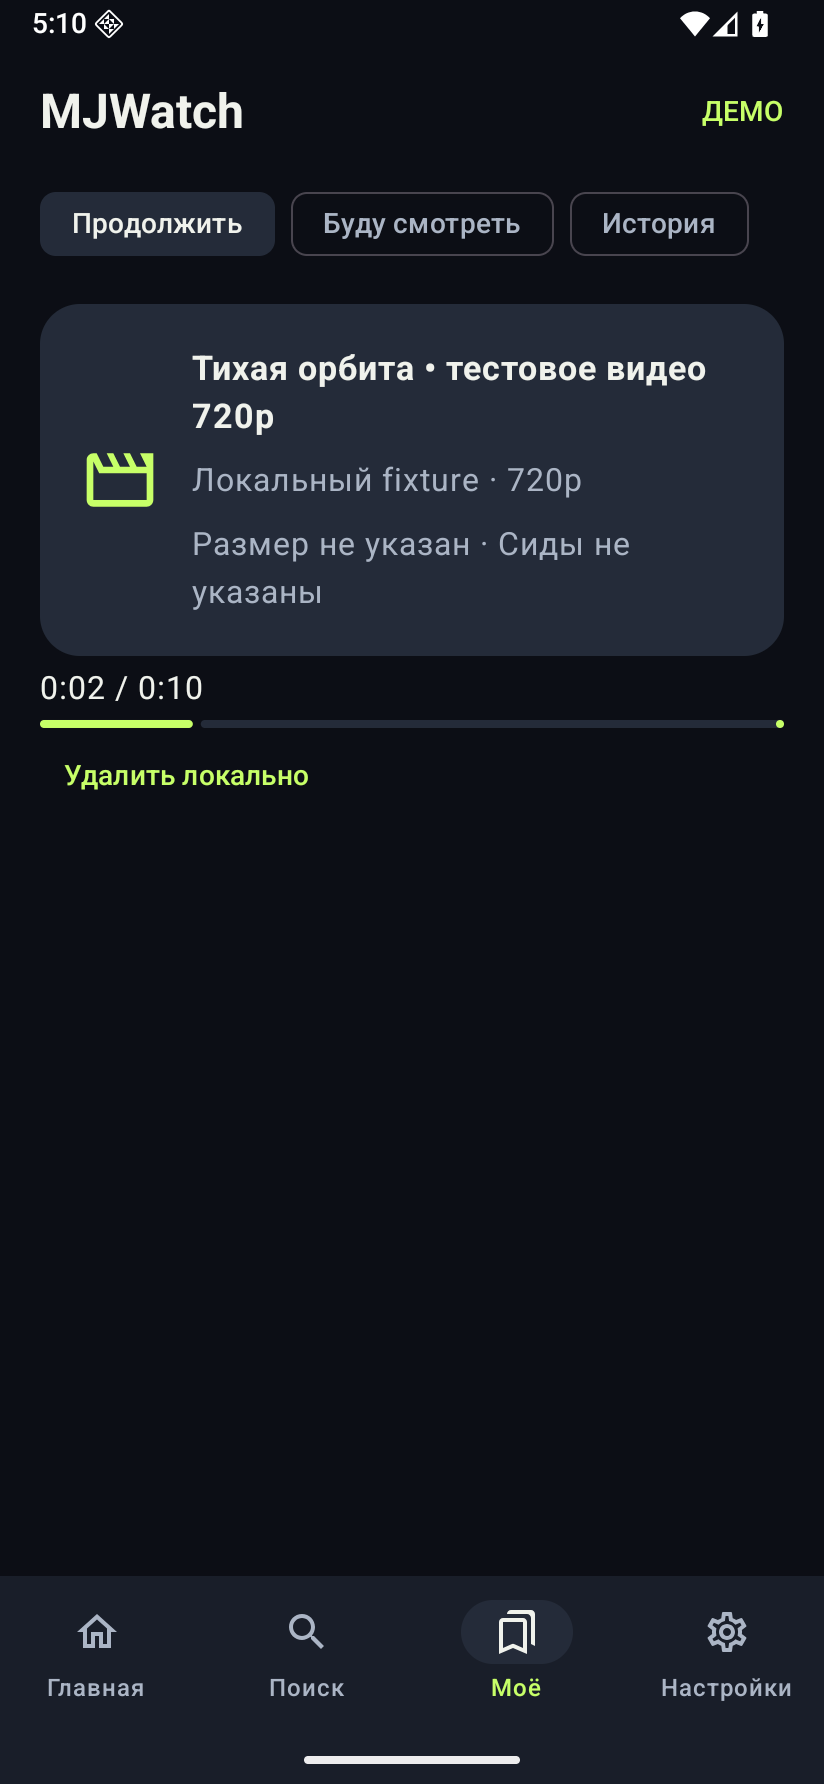 5:10
MJWatch
ДЕМО
Продолжить
Буду смотреть
История
Тихая орбита • тестовое видео
720p
Локальный fixture · 720p
Размер не указан · Сиды не
указаны
0:02 / 0:10
Удалить локально
Главная
Поиск
Моё
Настройки